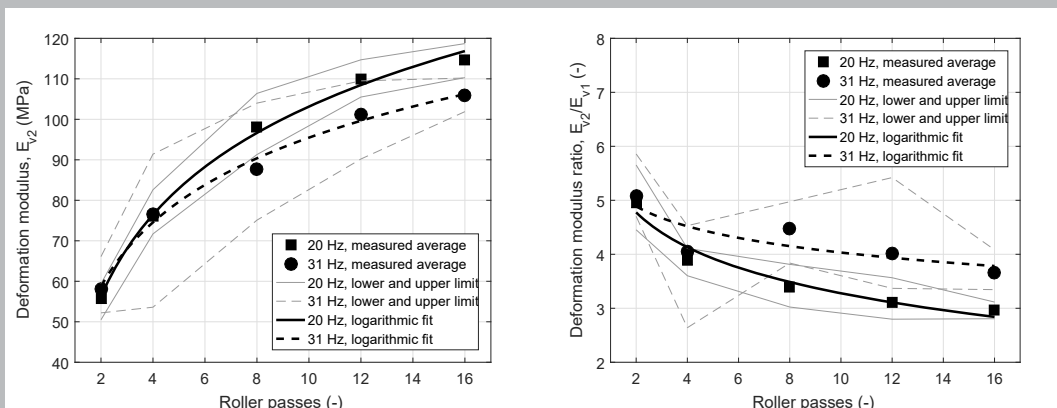 Deformation modulus, E_v2 (MPa)
120
110
100
90
80
70
60
50
40
20 Hz, measured average
31 Hz, measured average
20 Hz, lower and upper limit
31 Hz, lower and upper limit
20 Hz, logarithmic fit
31 Hz, logarithmic fit
2 4 6 8 10 12 14 16
Roller passes (-)
Deformation modulus ratio, E_v2/E_v1 (-)
8
7
6
5
4
3
2
20 Hz, measured average
31 Hz, measured average
20 Hz, lower and upper limit
31 Hz, lower and upper limit
20 Hz, logarithmic fit
31 Hz, logarithmic fit
2 4 6 8 10 12 14 16
Roller passes (-)